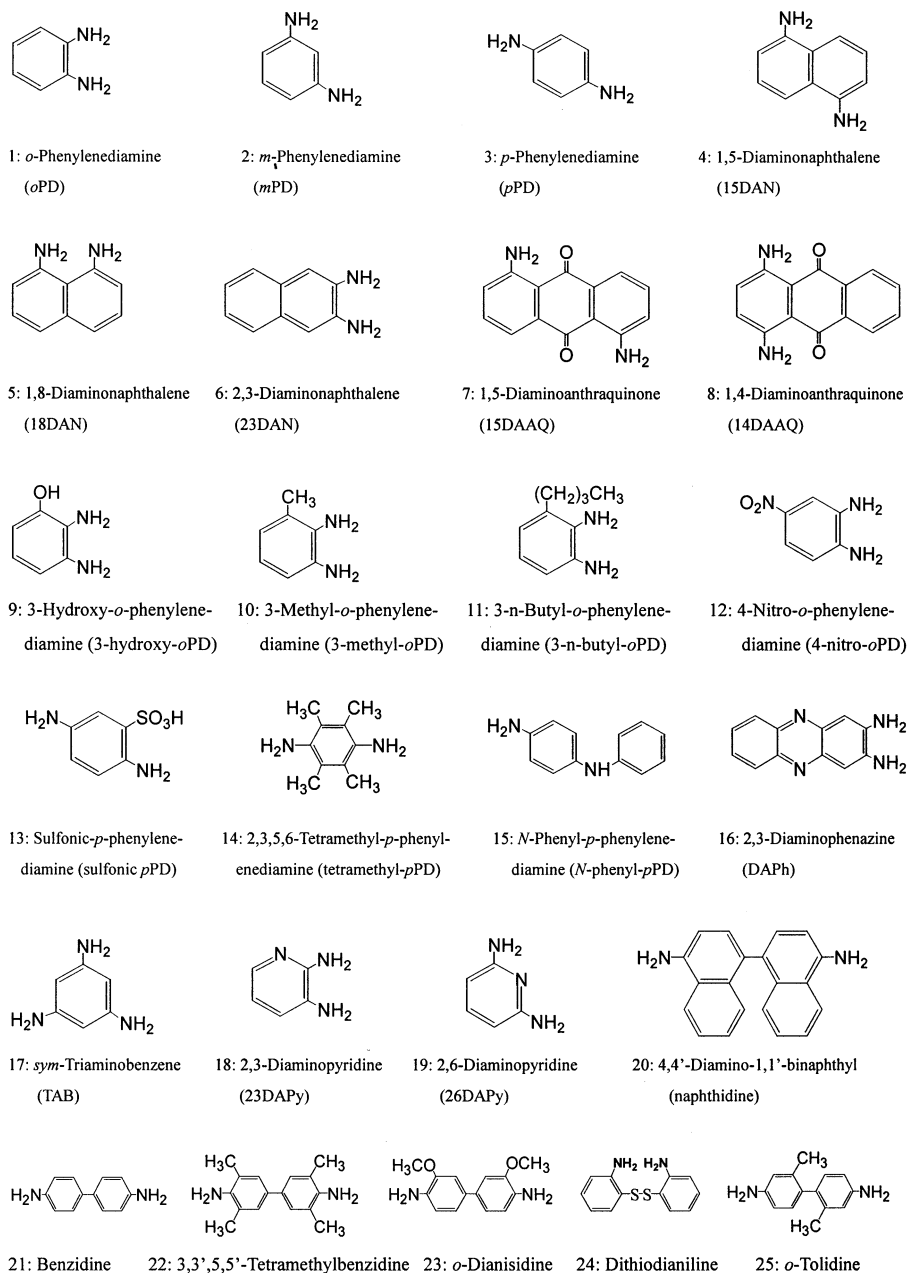 NH2
NH2
NH2
NH2
H2N
NH2
NH2
NH2
1: o-Phenylenediamine
(oPD)
2: m-Phenylenediamine
(mPD)
3: p-Phenylenediamine
(pPD)
4: 1,5-Diaminonaphthalene
(15DAN)
NH2 NH2
NH2
NH2
NH2 O
O NH2
NH2 O
NH2 O
5: 1,8-Diaminonaphthalene
(18DAN)
6: 2,3-Diaminonaphthalene
(23DAN)
7: 1,5-Diaminoanthraquinone
(15DAAQ)
8: 1,4-Diaminoanthraquinone
(14DAAQ)
OH
NH2
NH2
CH3
NH2
NH2
(CH2)3CH3
NH2
NH2
O2N
NH2
NH2
9: 3-Hydroxy-o-phenylene-
diamine (3-hydroxy-oPD)
10: 3-Methyl-o-phenylene-
diamine (3-methyl-oPD)
11: 3-n-Butyl-o-phenylene-
diamine (3-n-butyl-oPD)
12: 4-Nitro-o-phenylene-
diamine (4-nitro-oPD)
H2N SO3H
NH2
H3C CH3
H2N NH2
H3C CH3
H2N
NH
N NH2
N NH2
13: Sulfonic-p-phenylene-
diamine (sulfonic pPD)
14: 2,3,5,6-Tetramethyl-p-phenyl-
enediamine (tetramethyl-pPD)
15: N-Phenyl-p-phenylene-
diamine (N-phenyl-pPD)
16: 2,3-Diaminophenazine
(DAPh)
NH2
H2N NH2
N NH2
NH2
NH2
N
NH2
H2N NH2
17: sym-Triaminobenzene
(TAB)
18: 2,3-Diaminopyridine
(23DAPy)
19: 2,6-Diaminopyridine
(26DAPy)
20: 4,4'-Diamino-1,1'-binaphthyl
(naphthidine)
H2N NH2
H3C CH3
H2N NH2
H3C CH3
H3CO OCH3
H2N NH2
NH2 H2N
S-S
CH3
H2N NH2
H3C
21: Benzidine
22: 3,3',5,5'-Tetramethylbenzidine
23: o-Dianisidine
24: Dithiodianiline
25: o-Tolidine